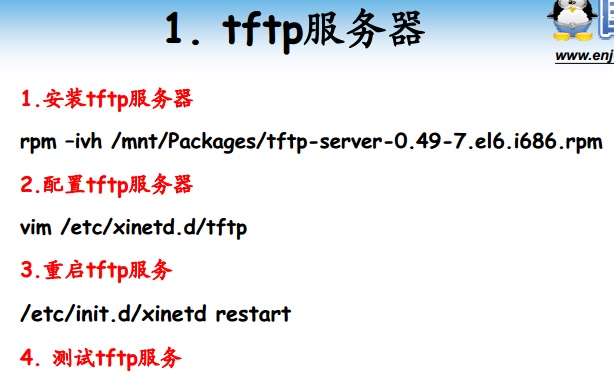 1. tftp服务器
www.enj
1.安装tftp服务器
rpm –ivh /mnt/Packages/tftp-server-0.49-7.el6.i686.rpm
2.配置tftp服务器
vim /etc/xinetd.d/tftp
3.重启tftp服务
/etc/init.d/xinetd restart
4. 测试tftp服务